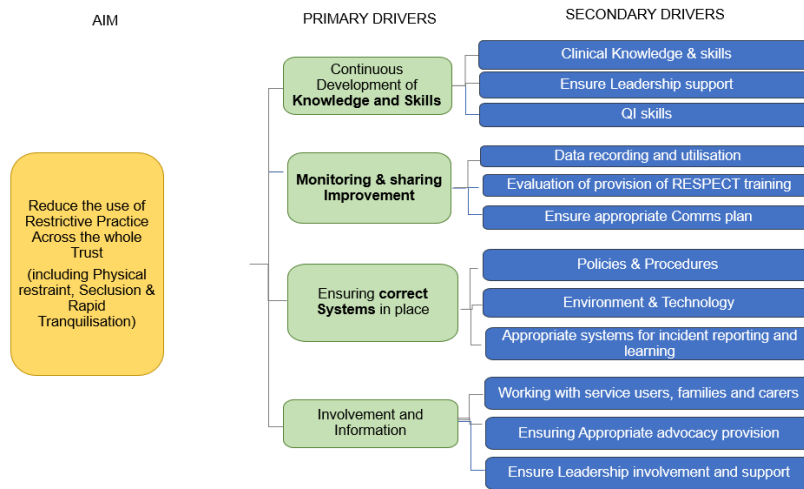 AIM
PRIMARY DRIVERS
SECONDARY DRIVERS
Reduce the use of
Restrictive Practice
Across the whole
Trust
(including Physical
restraint, Seclusion &
Rapid
Tranquilisation)
Continuous
Development of
Knowledge and Skills
Clinical Knowledge & skills
Ensure Leadership support
QI skills
Monitoring & sharing
Improvement
Data recording and utilisation
Evaluation of provision of RESPECT training
Ensure appropriate Comms plan
Ensuring correct
Systems in place
Policies & Procedures
Environment & Technology
Appropriate systems for incident reporting and
learning
Involvement and
Information
Working with service users, families and carers
Ensuring Appropriate advocacy provision
Ensure Leadership involvement and support